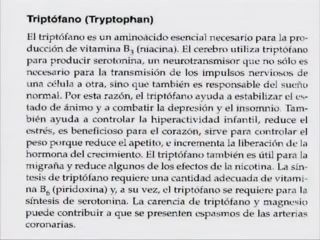 Triptófano (Tryptophan)
El triptófano es un aminoácido esencial necesario para la pro-
ducción de vitamina B3 (niacina). El cerebro utiliza triptófano
para producir serotonina, un neurotransmisor que no sólo es
necesario para la transmisión de los impulsos nerviosos de
una célula a otra, sino que también es responsable del sueño
normal. Por esta razón, el triptófano ayuda a estabilizar el es-
tado de ánimo y a combatir la depresión y el insomnio. Tam-
bién ayuda a controlar la hiperactividad infantil, reduce el
estrés, es beneficioso para el corazón, sirve para controlar el
peso porque reduce el apetito, e incrementa la liberación de la
hormona del crecimiento. El triptófano también es útil para la
migraña y reduce algunos de los efectos de la nicotina. La sín-
tesis de triptófano requiere una cantidad adecuada de vitami-
na B6 (piridoxina) y, a su vez, el triptófano se requiere para la
síntesis de serotonina. La carencia de triptófano y magnesio
puede contribuir a que se presenten espasmos de las arterias
coronarias.